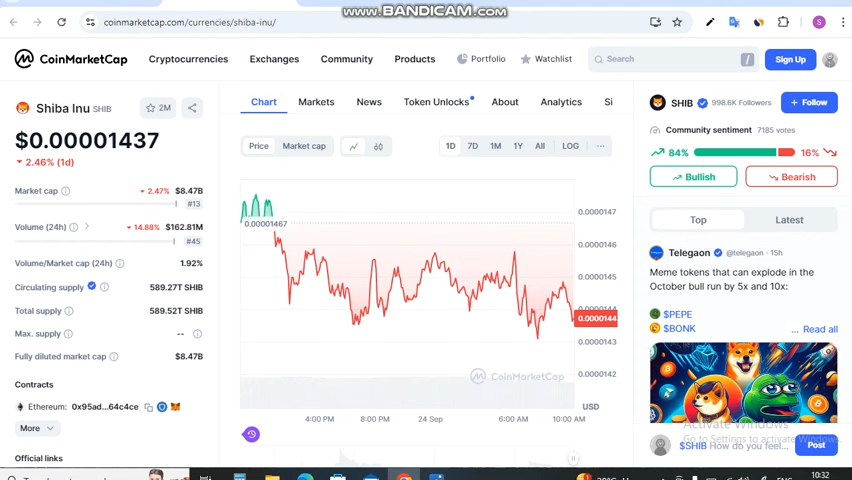 www.BANDICAM.com
coinmarketcap.com/currencies/shiba-inu/
S
CoinMarketCap
Cryptocurrencies
Exchanges
Community
Products
Portfolio
Watchlist
Search
/
Sign Up
Shiba Inu SHIB
2M
$0.00001437
2.46% (1d)
Market cap
2.47% $8.47B
#13
Volume (24h)
14.88% $162.81M
#45
Volume/Market cap (24h)
1.92%
Circulating supply
589.27T SHIB
Total supply
589.52T SHIB
Max. supply
--
Fully diluted market cap
$8.47B
Contracts
Ethereum: 0x95ad...64c4ce
More
Official links
Chart Markets News Token Unlocks About Analytics Si
Price Market cap
1D 7D 1M 1Y All LOG ...
0.00001467
0.0000147
0.0000146
0.0000145
0.0000144
0.0000144
0.0000143
0.0000142
CoinMarketCap
USD
4:00 PM 8:00 PM 24 Sep 6:00 AM 10:00 AM
SHIB 998.6K Followers
+ Follow
Community sentiment 7185 votes
84% 16%
Bullish
Bearish
Top Latest
Telegaon @telegaon · 15h
Meme tokens that can explode in the
October bull run by 5x and 10x:
$PEPE
$BONK
... Read all
Activate Windows
Go to Settings to activate Windows.
$SHIB How do you feel...
Post
ENG
10:32